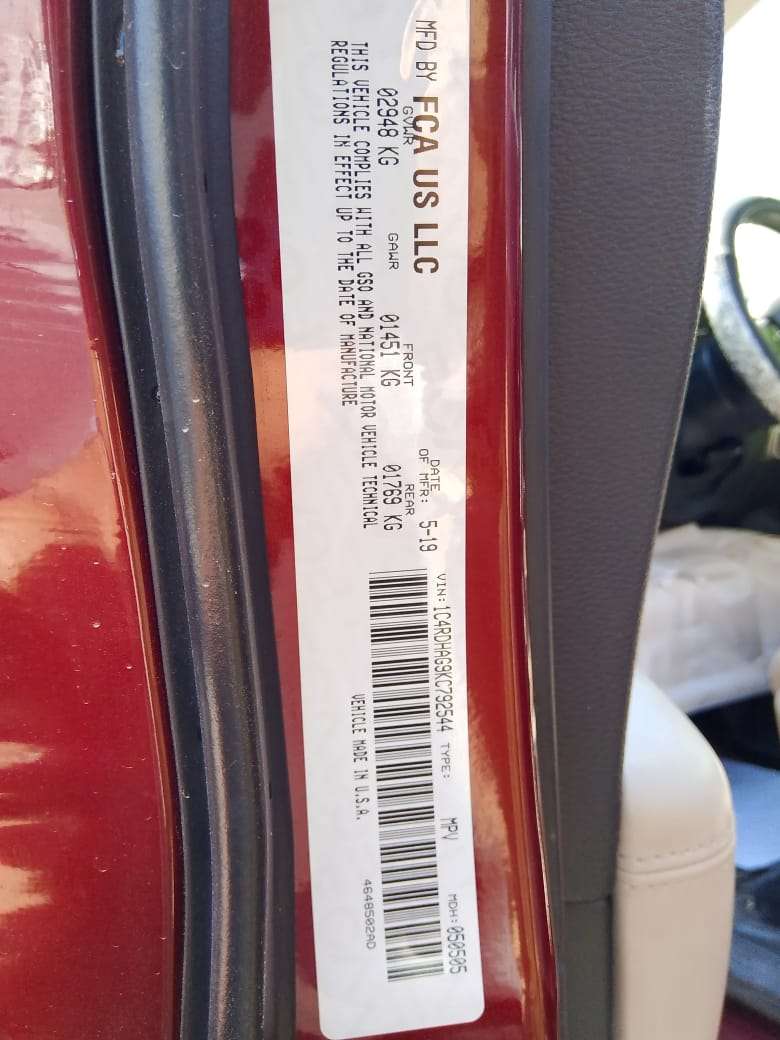 MFD BY FCA US LLC
DATE OF MFR: 5-19
VIN: 1C4RDHAG9KC792544 TYPE: MPV MDH: 050505
GVWR
02948 KG
GAWR
FRONT
01451 KG
REAR
01769 KG
THIS VEHICLE COMPLIES WITH ALL GSO AND NATIONAL MOTOR VEHICLE TECHNICAL
REGULATIONS IN EFFECT UP TO THE DATE OF MANUFACTURE
VEHICLE MADE IN U.S.A.
4648502AD